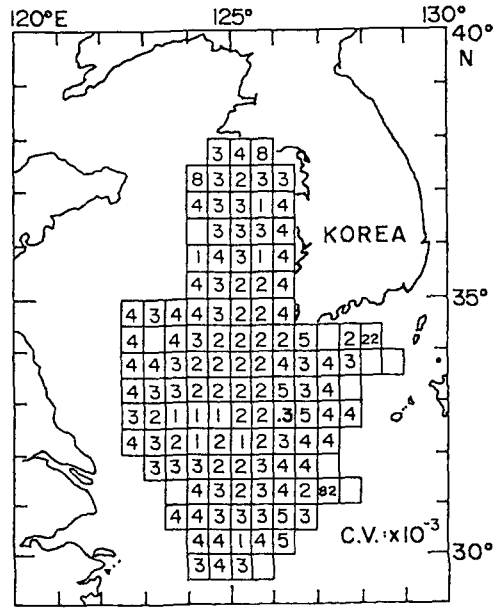 120°E 125° 130°
40°
N
3 4 8
8 3 2 3 3
4 3 3 1 4
3 3 3 4 KOREA
1 4 3 1 4
4 3 2 2 4
35°
4 3 4 4 3 2 2 4
4 4 3 2 2 2 2 5 2 22
4 4 3 2 2 2 2 4 3 4 3
4 3 3 2 2 2 2 5 3 4
3 2 1 1 1 2 2 .3 5 4 4
4 3 2 1 2 1 2 3 4 4
3 3 3 2 2 3 4 4
4 3 2 3 4 2 82
4 4 3 3 3 5 3 C.V.:x10⁻³
4 4 1 4 5
30°
3 4 3